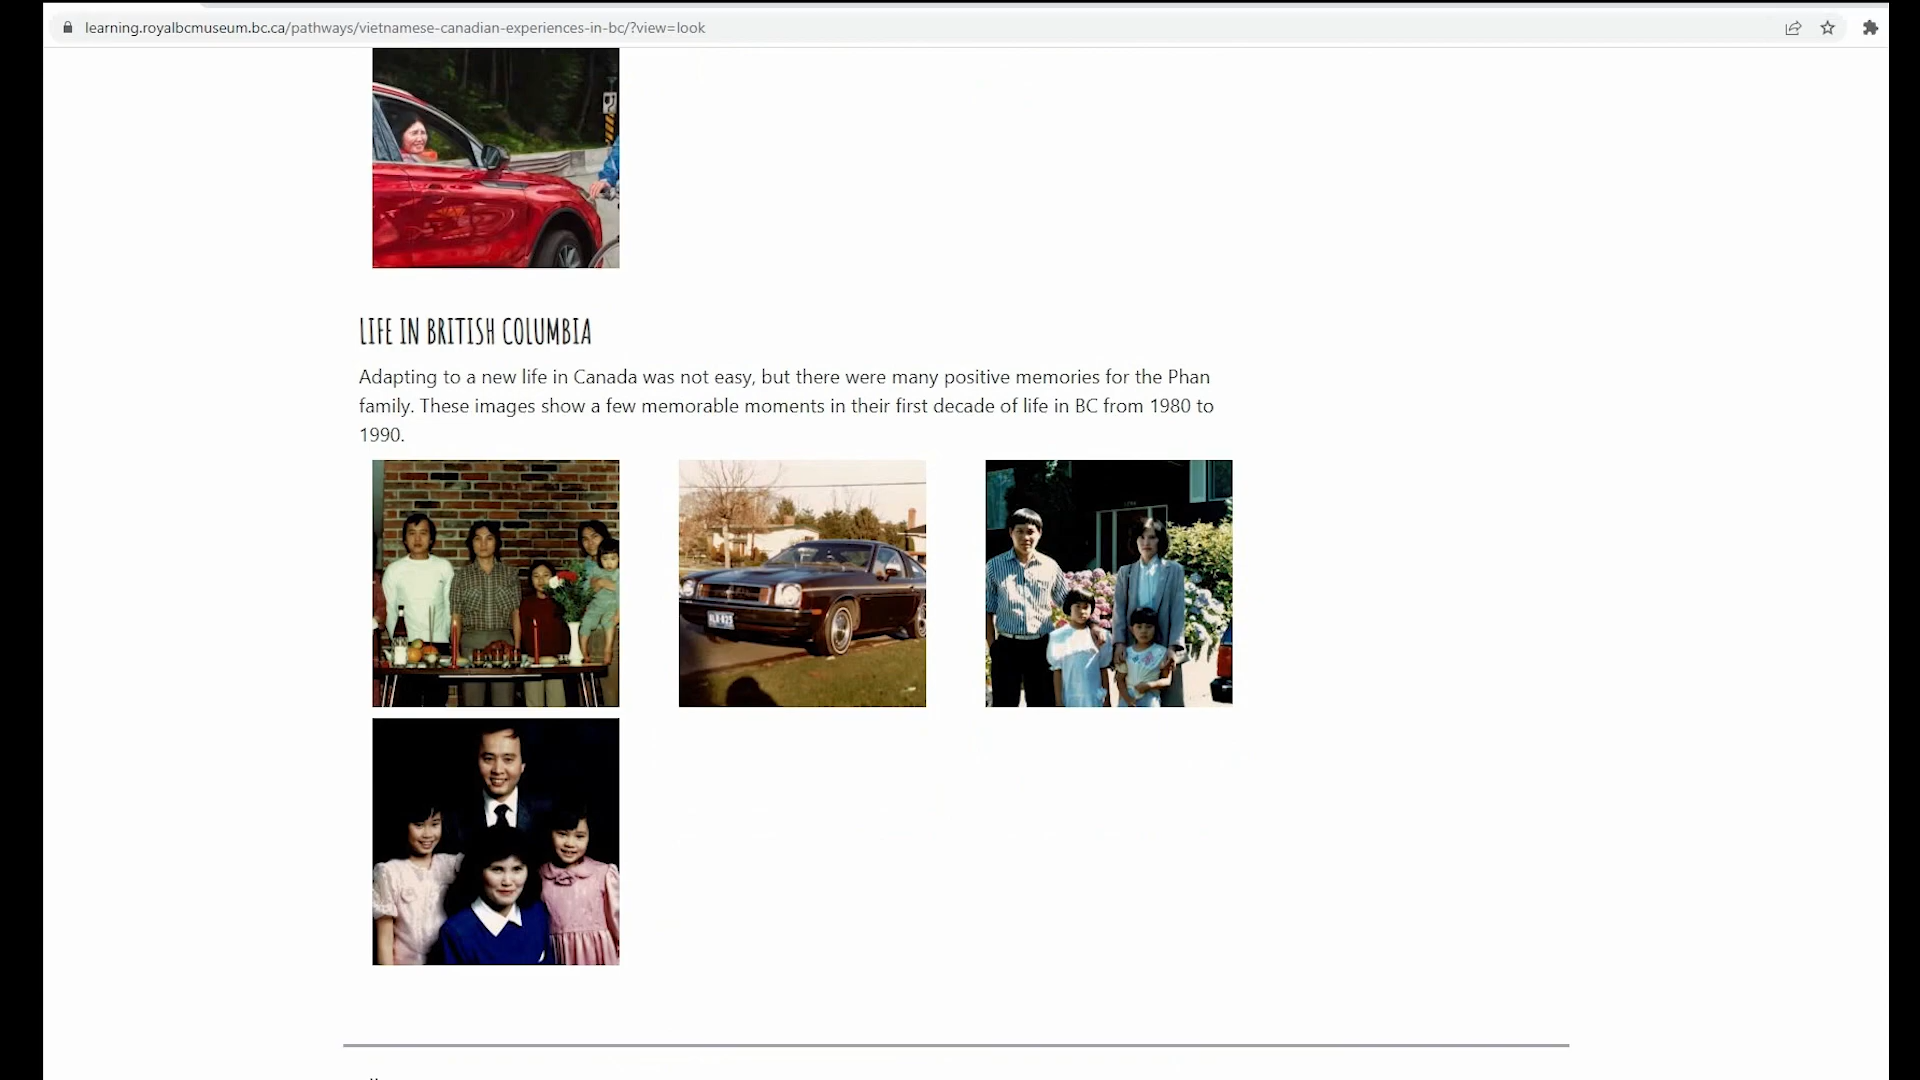 learning.royalbcmuseum.bc.ca/pathways/vietnamese-canadian-experiences-in-bc/?view=look
LIFE IN BRITISH COLUMBIA
Adapting to a new life in Canada was not easy, but there were many positive memories for the Phan
family. These images show a few memorable moments in their first decade of life in BC from 1980 to
1990.